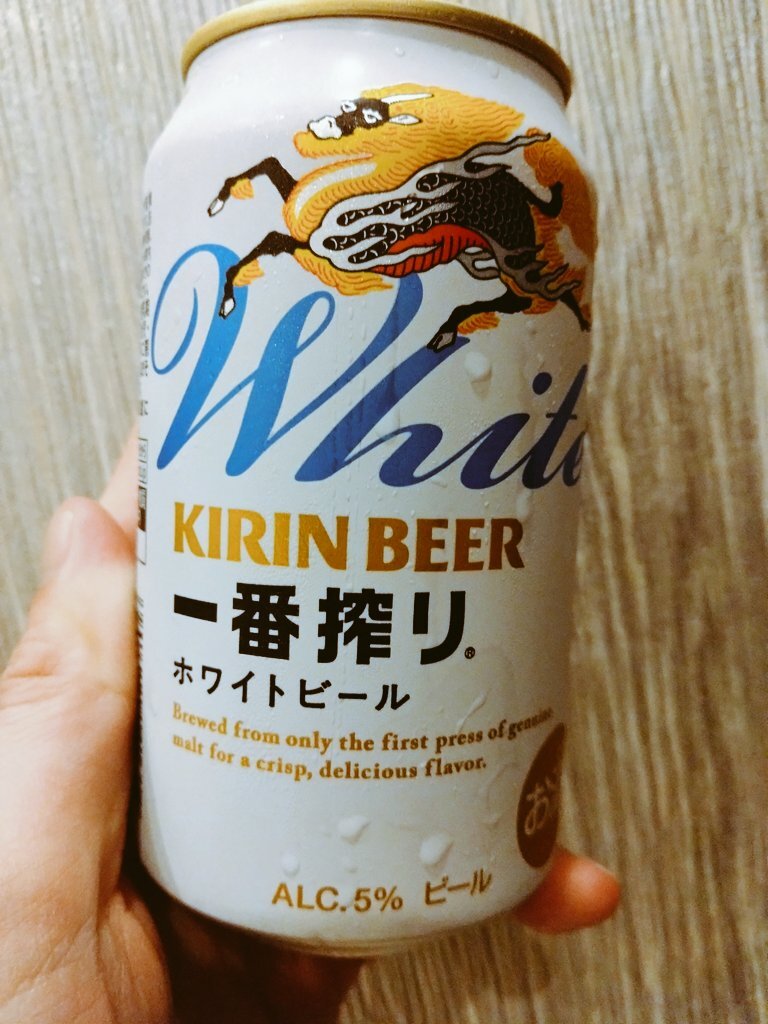 White
KIRIN BEER
一番搾り®
ホワイトビール
Brewed from only the first press of genuine
malt for a crisp, delicious flavor.
ALC.5% ビール